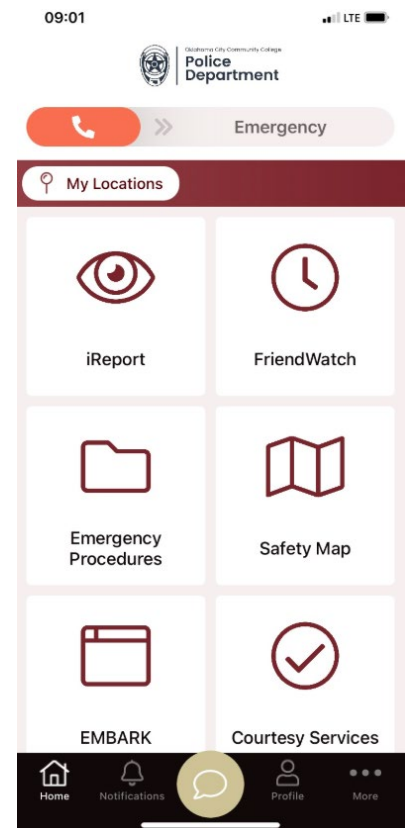 09:01
LTE
Oklahoma City Community College
Police
Department
Emergency
My Locations
iReport
FriendWatch
Emergency
Procedures
Safety Map
EMBARK
Courtesy Services
Home
Notifications
Profile
More